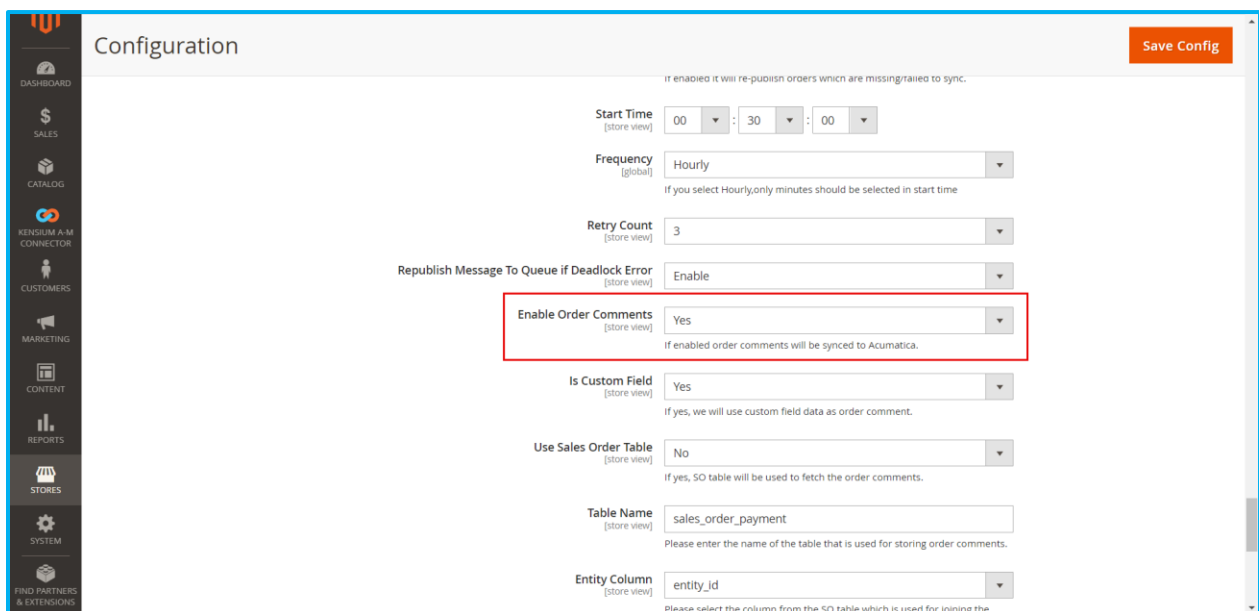 Configuration
Save Config
DASHBOARD
SALES
CATALOG
KENSIUM A-M
CONNECTOR
CUSTOMERS
MARKETING
CONTENT
REPORTS
STORES
SYSTEM
FIND PARTNERS
& EXTENSIONS
If enabled it will re-publish orders which are missing/failed to sync.
Start Time
[store view]
00 : 30 : 00
Frequency
[global]
Hourly
If you select Hourly,only minutes should be selected in start time
Retry Count
[store view]
3
Republish Message To Queue if Deadlock Error
[store view]
Enable
Enable Order Comments
[store view]
Yes
If enabled order comments will be synced to Acumatica.
Is Custom Field
[store view]
Yes
If yes, we will use custom field data as order comment.
Use Sales Order Table
[store view]
No
If yes, SO table will be used to fetch the order comments.
Table Name
[store view]
sales_order_payment
Please enter the name of the table that is used for storing order comments.
Entity Column
[store view]
entity_id
Please select the column from the SO table which is used for joining the